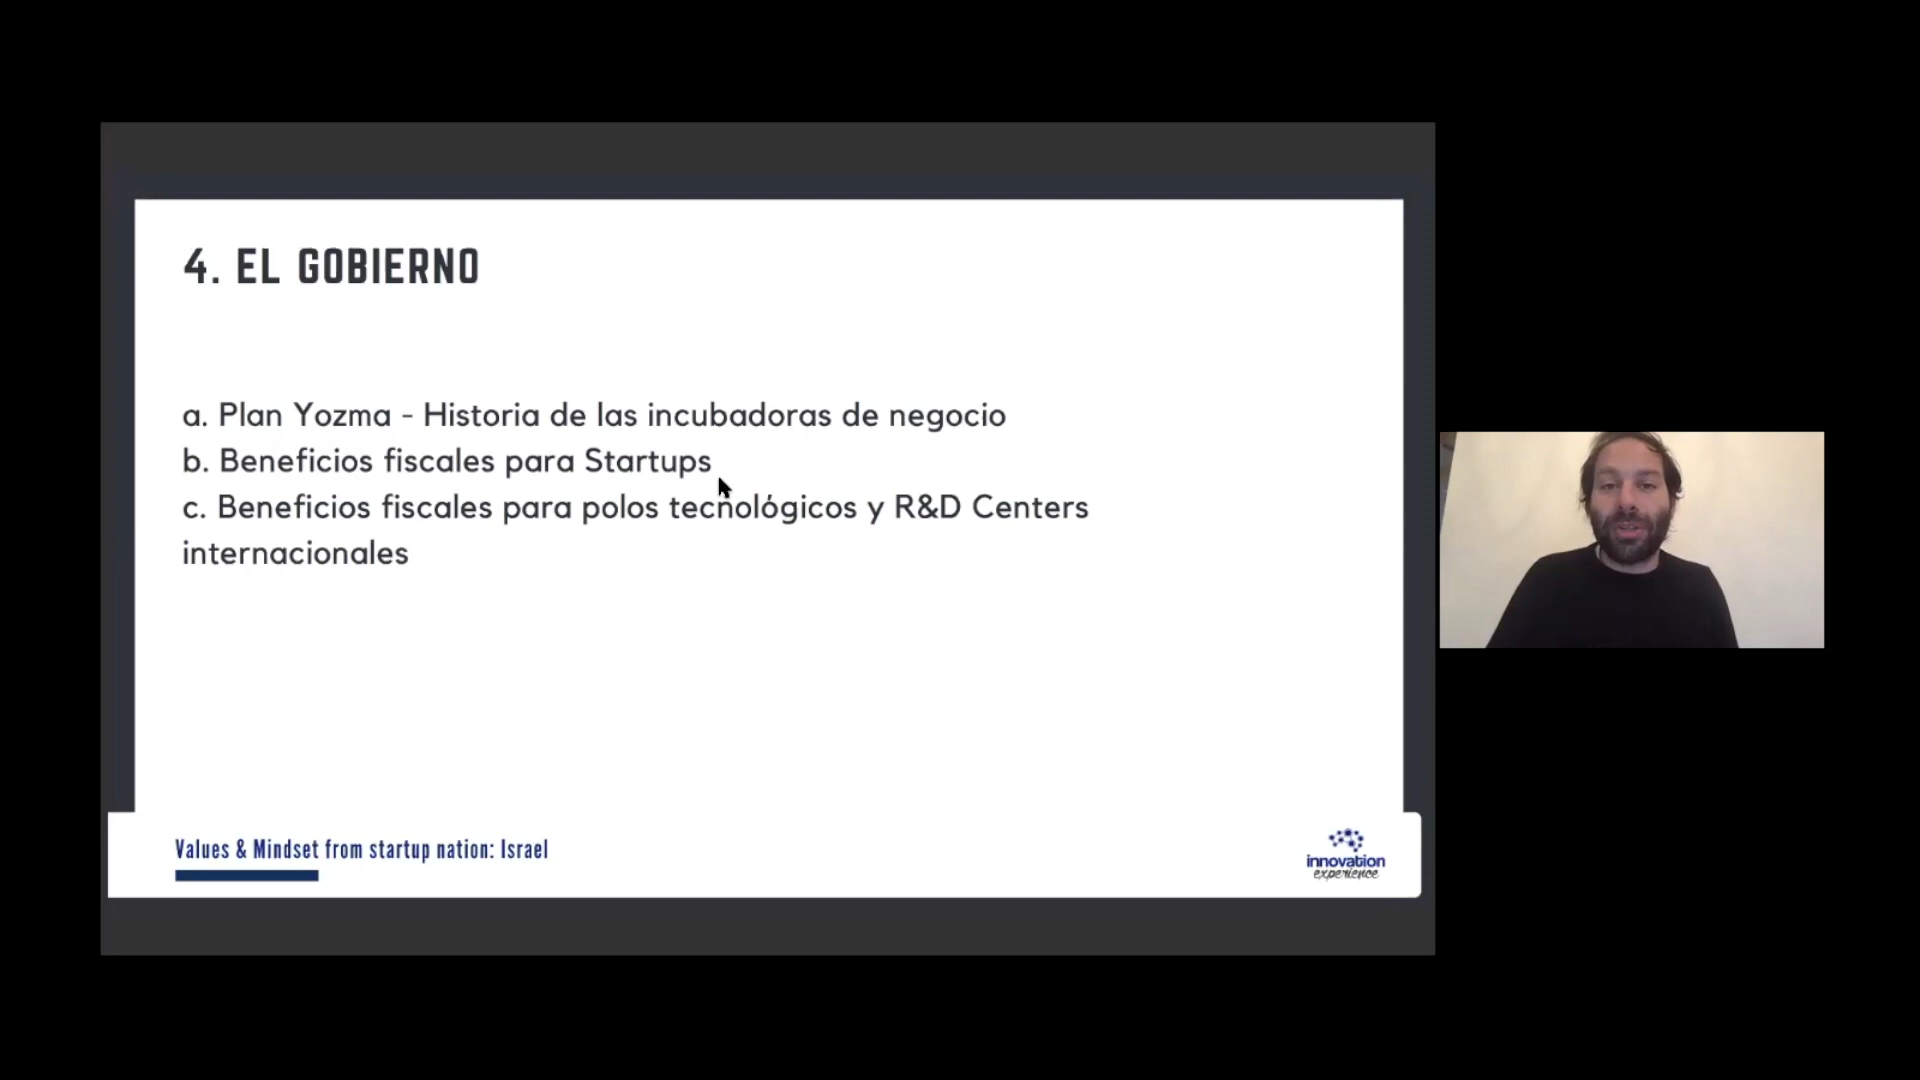 4. EL GOBIERNO
a. Plan Yozma - Historia de las incubadoras de negocio
b. Beneficios fiscales para Startups
c. Beneficios fiscales para polos tecnológicos y R&D Centers
internacionales
Values & Mindset from startup nation: Israel
innovation
experience